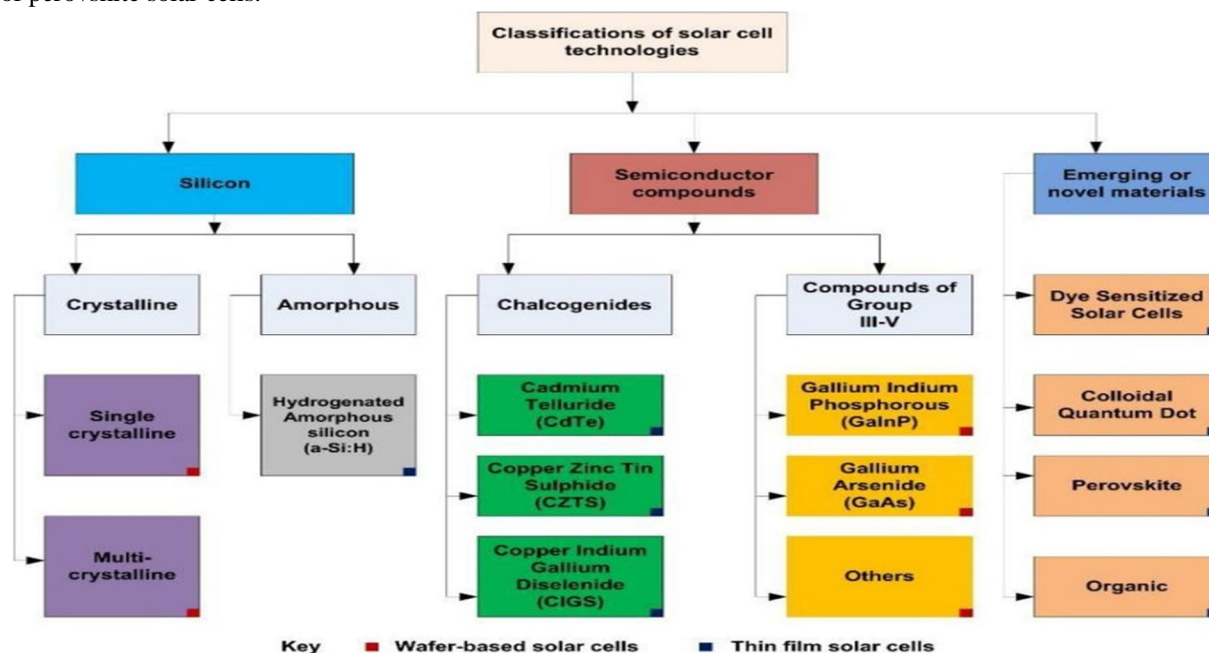 of perovskite solar cells.
Classifications of solar cell
technologies
Silicon
Semiconductor
compounds
Emerging or
novel materials
Crystalline
Amorphous
Chalcogenides
Compounds of
Group
III-V
Dye Sensitized
Solar Cells
Single
crystalline
Hydrogenated
Amorphous
silicon
(a-Si:H)
Cadmium
Telluride
(CdTe)
Gallium Indium
Phosphorous
(GaInP)
Colloidal
Quantum Dot
Copper Zinc Tin
Sulphide
(CZTS)
Gallium
Arsenide
(GaAs)
Perovskite
Multi-
crystalline
Copper Indium
Gallium
Diselenide
(CIGS)
Others
Organic
Key Wafer-based solar cells Thin film solar cells